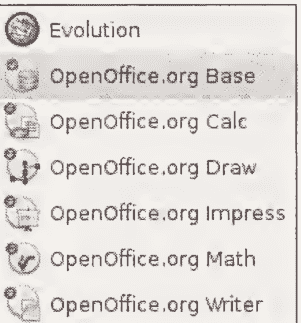 Evolution
OpenOffice.org Base
OpenOffice.org Calc
OpenOffice.org Draw
OpenOffice.org Impress
OpenOffice.org Math
OpenOffice.org Writer